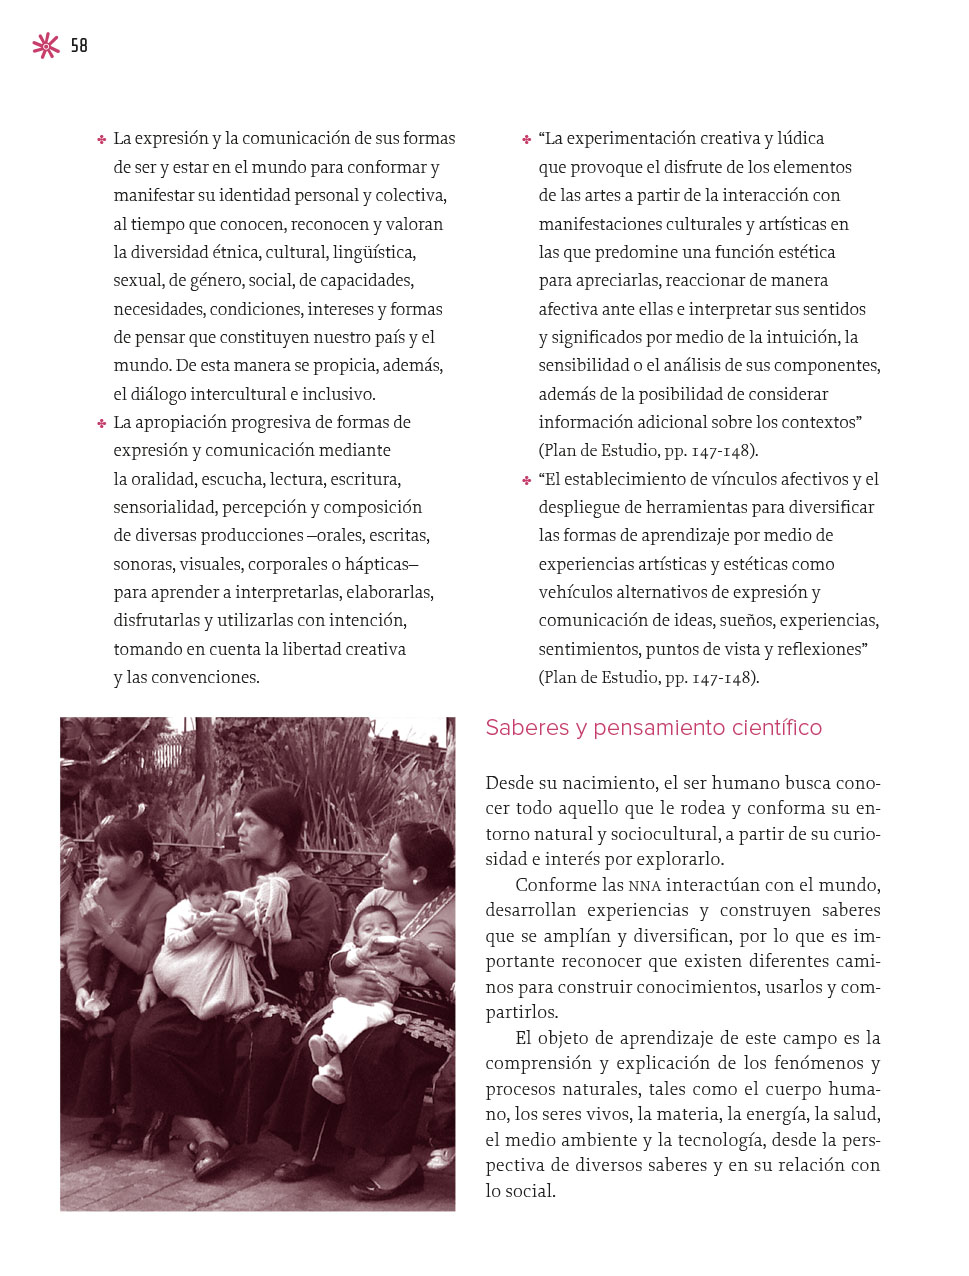 58
La expresión y la comunicación de sus formas
de ser y estar en el mundo para conformar y
manifestar su identidad personal y colectiva,
al tiempo que conocen, reconocen y valoran
la diversidad étnica, cultural, lingüística,
sexual, de género, social, de capacidades,
necesidades, condiciones, intereses y formas
de pensar que constituyen nuestro país y el
mundo. De esta manera se propicia, además,
el diálogo intercultural e inclusivo.
La apropiación progresiva de formas de
expresión y comunicación mediante
la oralidad, escucha, lectura, escritura,
sensorialidad, percepción y composición
de diversas producciones –orales, escritas,
sonoras, visuales, corporales o hápticas–
para aprender a interpretarlas, elaborarlas,
disfrutarlas y utilizarlas con intención,
tomando en cuenta la libertad creativa
y las convenciones.
“La experimentación creativa y lúdica
que provoque el disfrute de los elementos
de las artes a partir de la interacción con
manifestaciones culturales y artísticas en
las que predomine una función estética
para apreciarlas, reaccionar de manera
afectiva ante ellas e interpretar sus sentidos
y significados por medio de la intuición, la
sensibilidad o el análisis de sus componentes,
además de la posibilidad de considerar
información adicional sobre los contextos”
(Plan de Estudio, pp. 147-148).
“El establecimiento de vínculos afectivos y el
despliegue de herramientas para diversificar
las formas de aprendizaje por medio de
experiencias artísticas y estéticas como
vehículos alternativos de expresión y
comunicación de ideas, sueños, experiencias,
sentimientos, puntos de vista y reflexiones”
(Plan de Estudio, pp. 147-148).
Saberes y pensamiento científico
Desde su nacimiento, el ser humano busca cono-
cer todo aquello que le rodea y conforma su en-
torno natural y sociocultural, a partir de su curio-
sidad e interés por explorarlo.
Conforme las NNA interactúan con el mundo,
desarrollan experiencias y construyen saberes
que se amplían y diversifican, por lo que es im-
portante reconocer que existen diferentes cami-
nos para construir conocimientos, usarlos y com-
partirlos.
El objeto de aprendizaje de este campo es la
comprensión y explicación de los fenómenos y
procesos naturales, tales como el cuerpo huma-
no, los seres vivos, la materia, la energía, la salud,
el medio ambiente y la tecnología, desde la pers-
pectiva de diversos saberes y en su relación con
lo social.